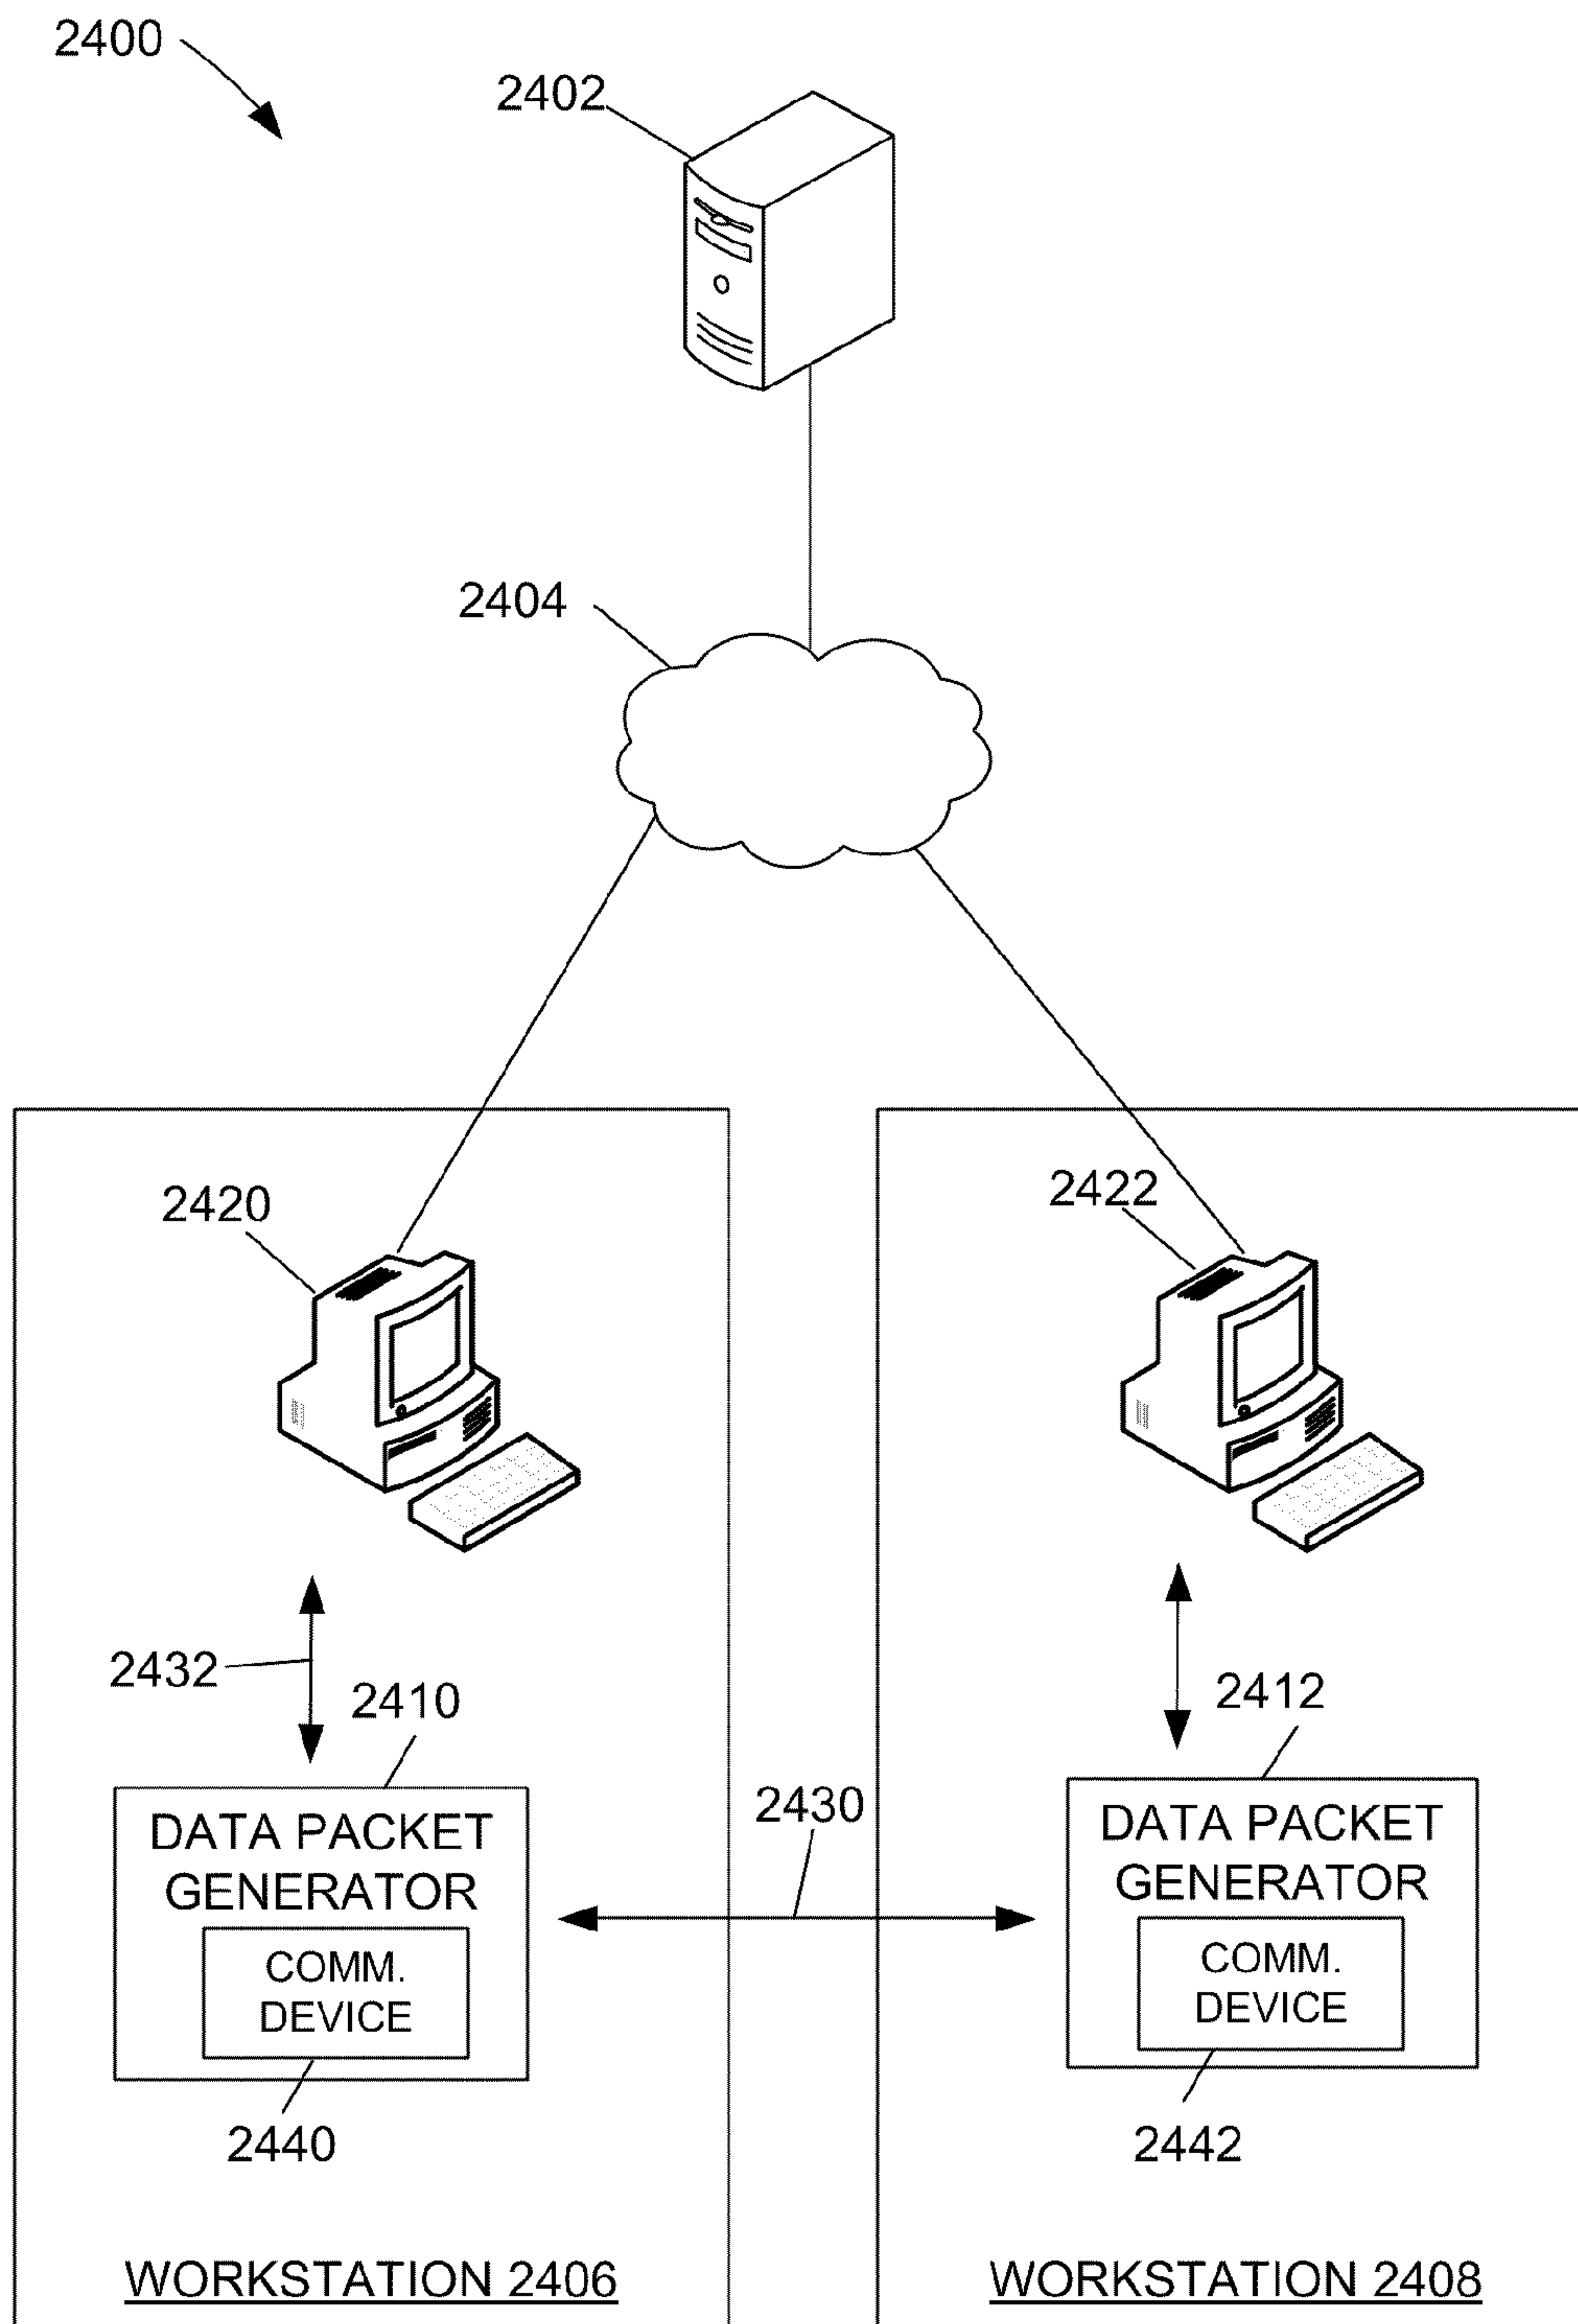 2400
2402
2404
2420
2422
2432
2410
2412
2430
DATA PACKET
GENERATOR
COMM.
DEVICE
DATA PACKET
GENERATOR
COMM.
DEVICE
2440
2442
WORKSTATION 2406
WORKSTATION 2408